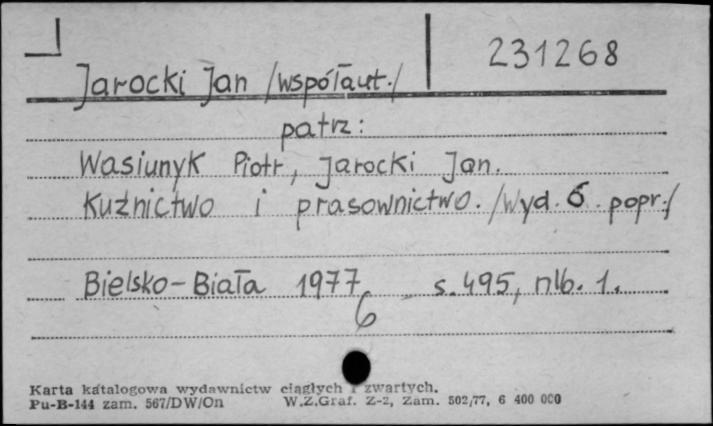 231268
Jarocki Jan /współaut./
patrz:
Wasiunyk Piotr, Jarocki Jan.
Kuźnictwo i prasownictwo. /Wyd. 6. popr./
Bielsko-Biała 1977 s. 495, nlb. 1.
6
Karta katalogowa wydawnictw ciągłych i zwartych.
Pu-B-144 zam. 567/DW/On W.Z.Graf. Z-2, Zam. 502/77, 6 400 000